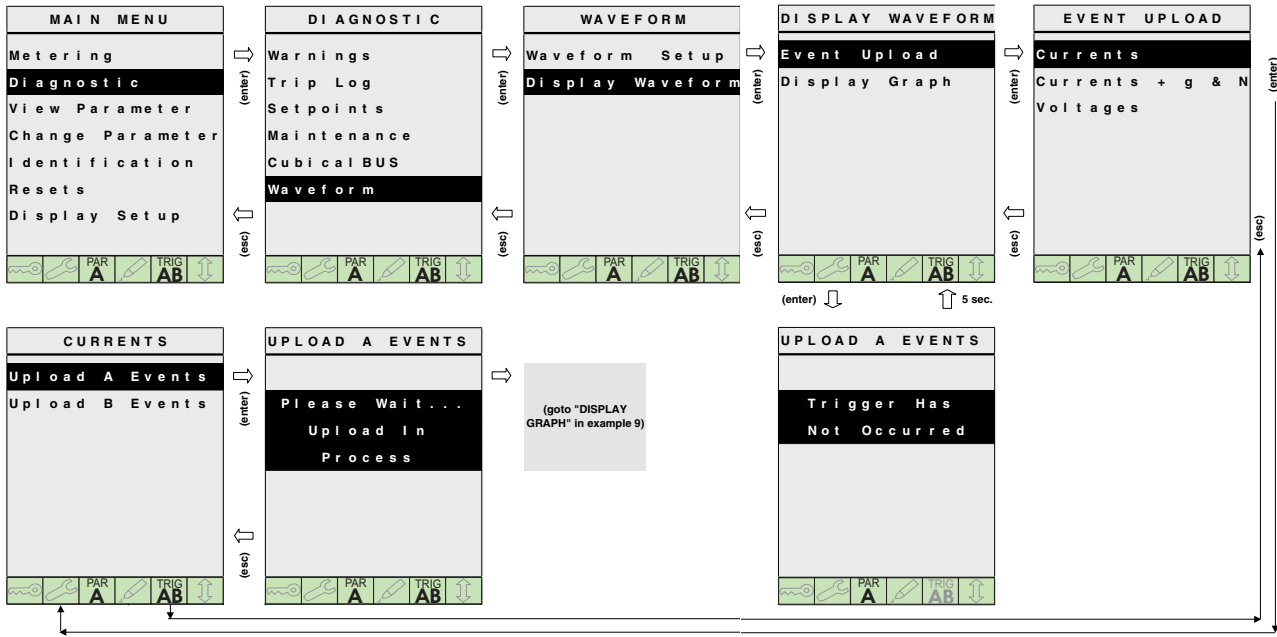 MAIN MENU
Metering
Diagnostic
View Parameter
Change Parameter
Identification
Resets
Display Setup
PAR
A
TRIG
AB
(enter)
(esc)
DIAGNOSTIC
Warnings
Trip Log
Setpoints
Maintenance
Cubical BUS
Waveform
PAR
A
TRIG
AB
(enter)
(esc)
WAVEFORM
Waveform Setup
Display Waveform
PAR
A
TRIG
AB
(enter)
(esc)
DISPLAY WAVEFORM
Event Upload
Display Graph
PAR
A
TRIG
AB
(enter)
(esc)
EVENT UPLOAD
Currents
Currents + g & N
Voltages
PAR
A
TRIG
AB
(enter)
(esc)
(enter)
5 sec.
CURRENTS
Upload A Events
Upload B Events
PAR
A
TRIG
AB
(enter)
(esc)
UPLOAD A EVENTS
Please Wait...
Upload In
Process
PAR
A
TRIG
AB
(goto "DISPLAY
GRAPH" in example 9)
UPLOAD A EVENTS
Trigger Has
Not Occurred
PAR
A
TRIG
AB